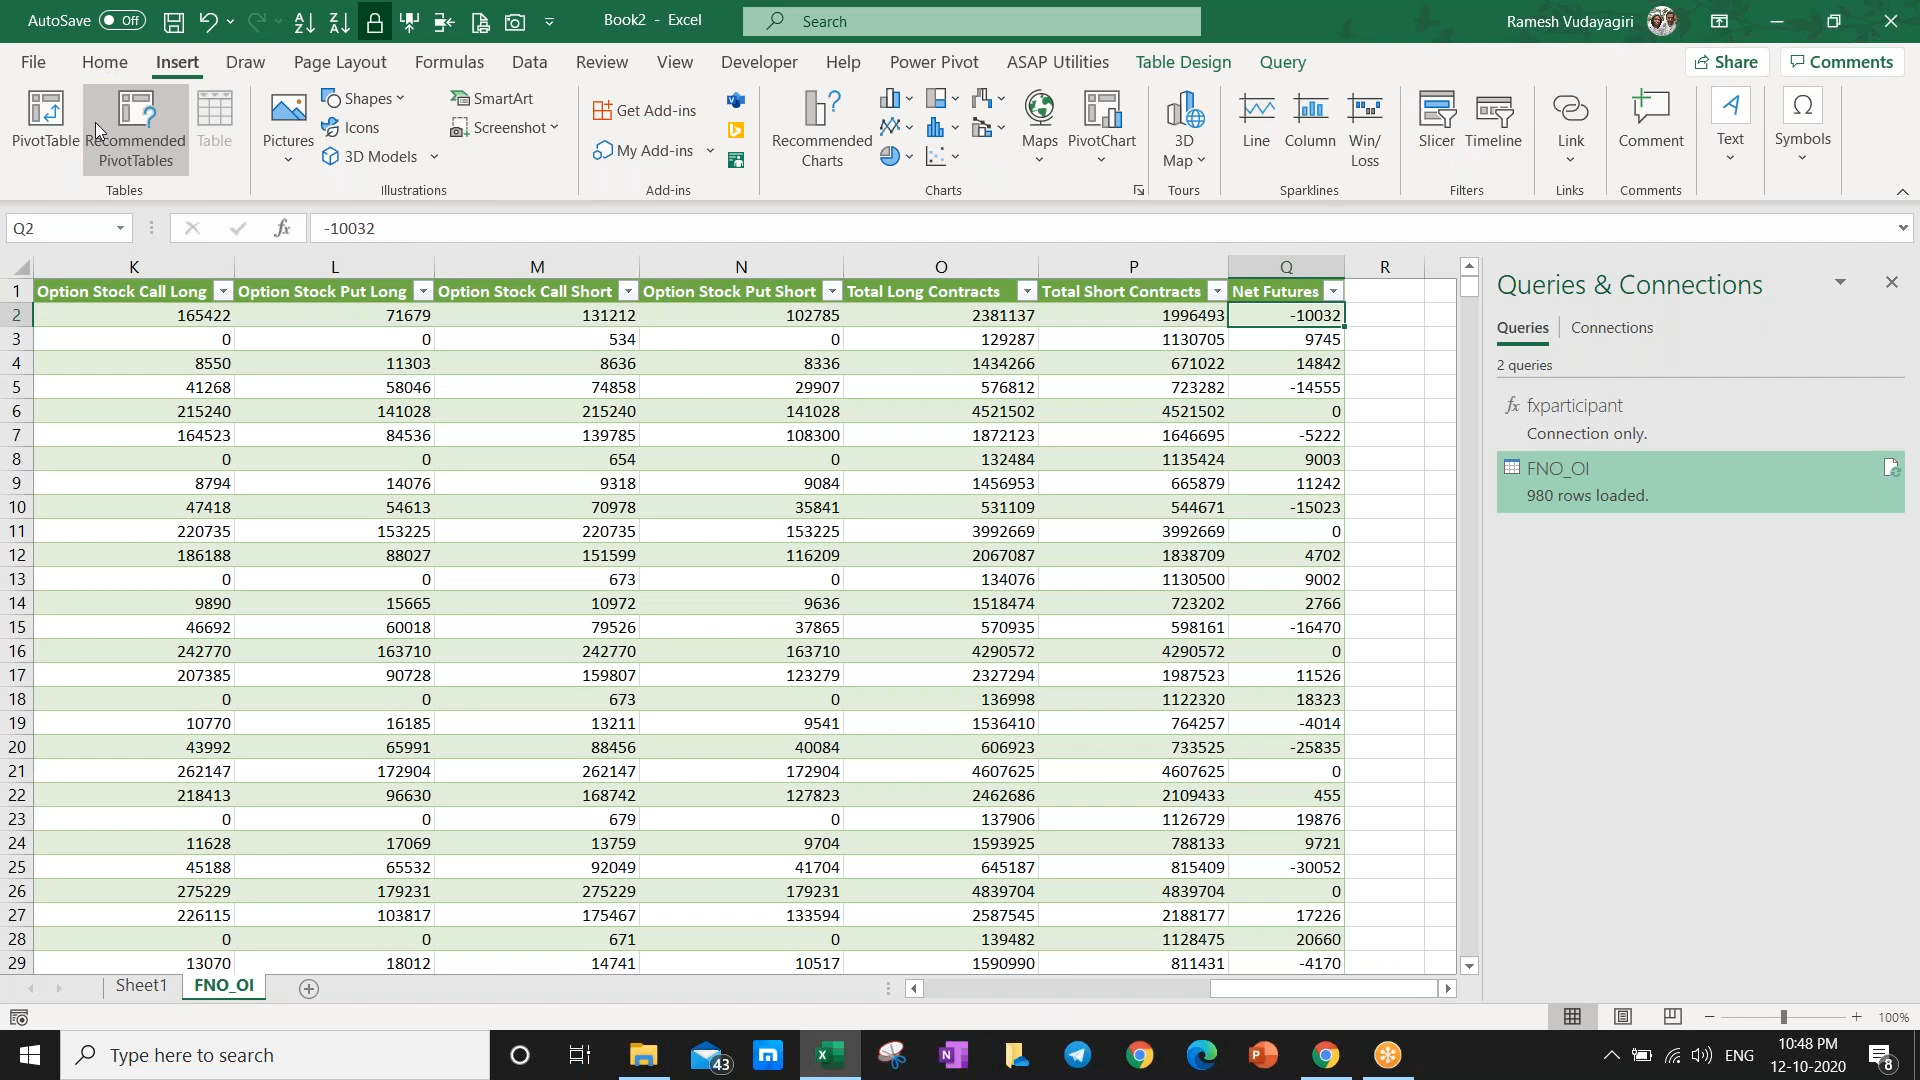 AutoSave Off Book2 - Excel Search Ramesh Vudayagiri
File Home Insert Draw Page Layout Formulas Data Review View Developer Help Power Pivot ASAP Utilities Table Design Query Share Comments
PivotTable Recommended PivotTables Table
Tables
Pictures Shapes Icons 3D Models SmartArt Screenshot
Illustrations
Get Add-ins
My Add-ins
Add-ins
Recommended Charts Maps PivotChart
Charts
3D Map
Tours
Line Column Win/Loss
Sparklines
Slicer Timeline
Filters
Link
Links
Comment
Comments
Text
Symbols
Q2 fx -10032
K L M N O P Q R
1 Option Stock Call Long Option Stock Put Long Option Stock Call Short Option Stock Put Short Total Long Contracts Total Short Contracts Net Futures
2 165422 71679 131212 102785 2381137 1996493 -10032
3 0 0 534 0 129287 1130705 9745
4 8550 11303 8636 8336 1434266 671022 14842
5 41268 58046 74858 29907 576812 723282 -14555
6 215240 141028 215240 141028 4521502 4521502 0
7 164523 84536 139785 108300 1872123 1646695 -5222
8 0 0 654 0 132484 1135424 9003
9 8794 14076 9318 9084 1456953 665879 11242
10 47418 54613 70978 35841 531109 544671 -15023
11 220735 153225 220735 153225 3992669 3992669 0
12 186188 88027 151599 116209 2067087 1838709 4702
13 0 0 673 0 134076 1130500 9002
14 9890 15665 10972 9636 1518474 723202 2766
15 46692 60018 79526 37865 570935 598161 -16470
16 242770 163710 242770 163710 4290572 4290572 0
17 207385 90728 159807 123279 2327294 1987523 11526
18 0 0 673 0 136998 1122320 18323
19 10770 16185 13211 9541 1536410 764257 -4014
20 43992 65991 88456 40084 606923 733525 -25835
21 262147 172904 262147 172904 4607625 4607625 0
22 218413 96630 168742 127823 2462686 2109433 455
23 0 0 679 0 137906 1126729 19876
24 11628 17069 13759 9704 1593925 788133 9721
25 45188 65532 92049 41704 645187 815409 -30052
26 275229 179231 275229 179231 4839704 4839704 0
27 226115 103817 175467 133594 2587545 2188177 17226
28 0 0 671 0 139482 1128475 20660
29 13070 18012 14741 10517 1590990 811431 -4170
Queries & Connections
Queries Connections
2 queries
fx fxparticipant
Connection only.
FNO_OI
980 rows loaded.
Sheet1 FNO_OI
100%
Type here to search 43 ENG 10:48 PM
12-10-2020 8